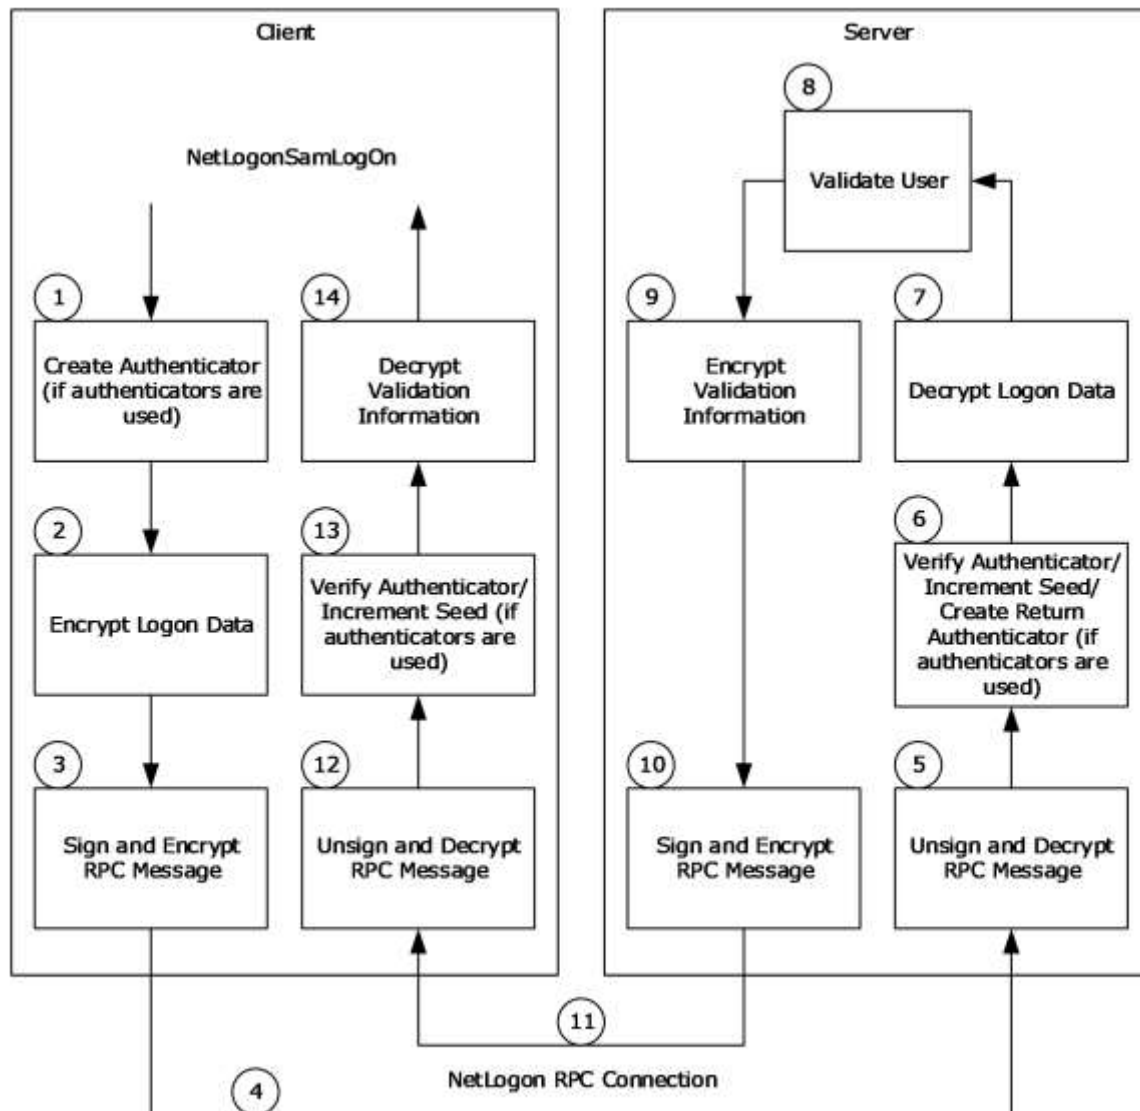 Client
Server
8
NetLogonSamLogOn
Validate User
1
14
9
7
Create Authenticator
(if authenticators are
used)
Decrypt
Validation
Information
Encrypt
Validation
Information
Decrypt Logon Data
2
13
6
Encrypt Logon Data
Verify Authenticator/
Increment Seed (if
authenticators are
used)
Verify Authenticator/
Increment Seed/
Create Return
Authenticator (if
authenticators are
used)
3
12
10
5
Sign and Encrypt
RPC Message
Unsign and Decrypt
RPC Message
Sign and Encrypt
RPC Message
Unsign and Decrypt
RPC Message
11
NetLogon RPC Connection
4